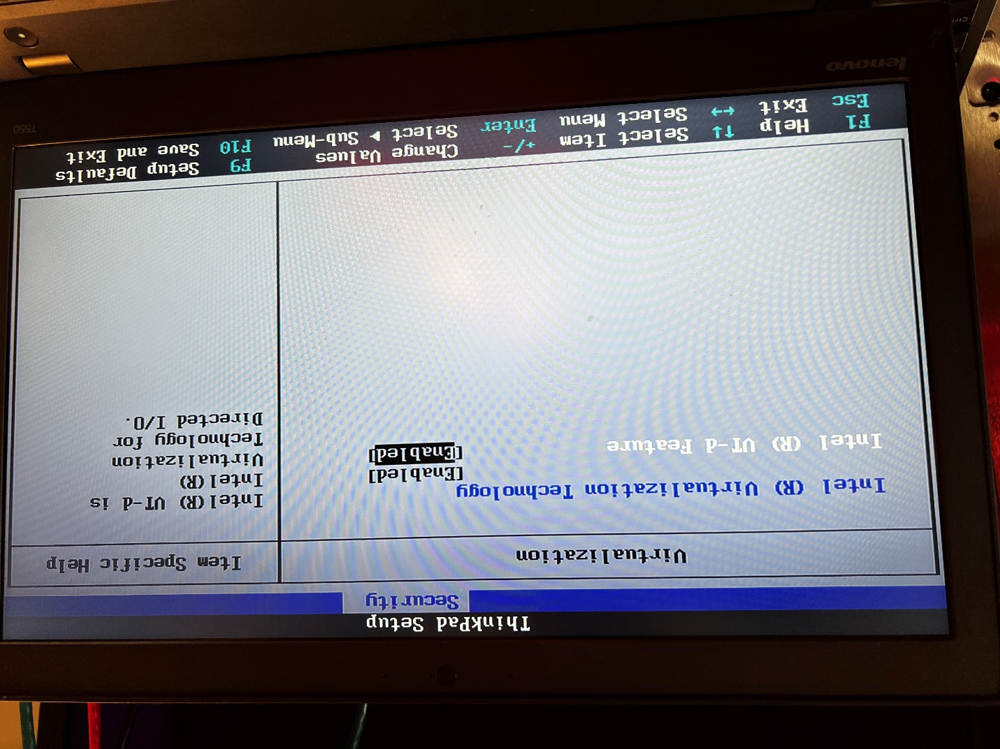 ThinkPad Setup
Security
Virtualization
Item Specific Help
Intel (R) Virtualization Technology [Enabled]
Intel (R) VT-d Feature [Enabled]
Intel(R) VT-d is
Intel(R)
Virtualization
Technology for
Directed I/O.
F1 Help ↑↓ Select Item +/- Change Values F9 Setup Defaults
Esc Exit ←→ Select Menu Enter Select ▶ Sub-Menu F10 Save and Exit
lenovo
T550
Ctrl